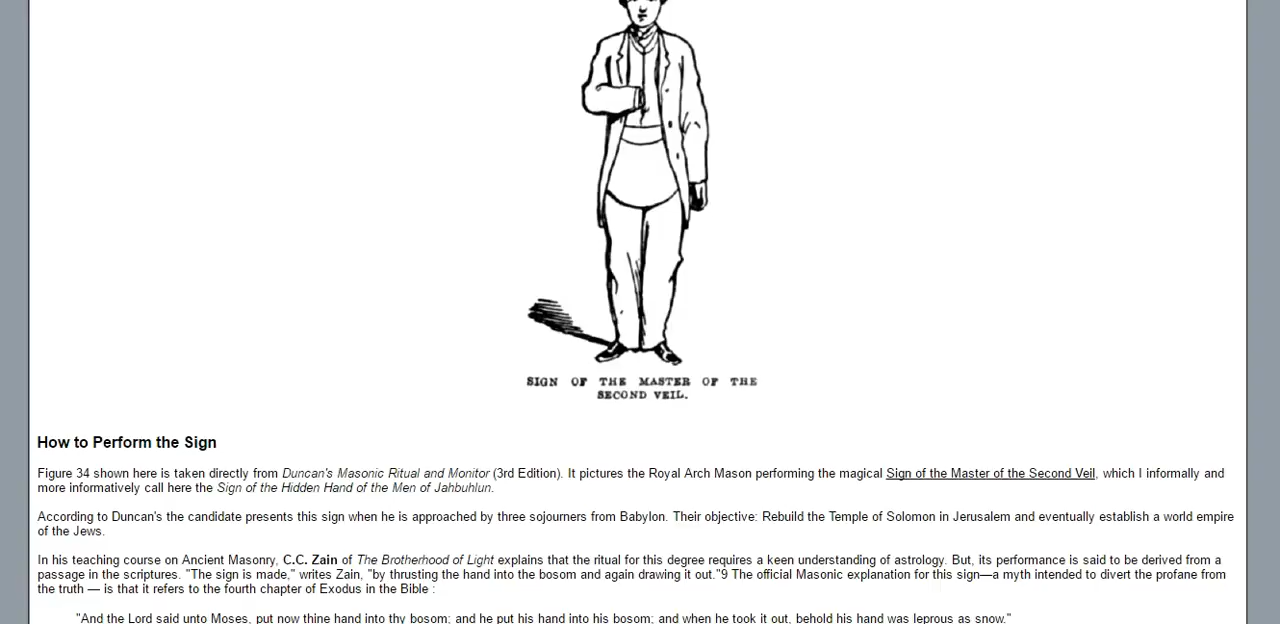 SIGN OF THE MASTER OF THE
SECOND VEIL.
How to Perform the Sign
Figure 34 shown here is taken directly from Duncan's Masonic Ritual and Monitor (3rd Edition). It pictures the Royal Arch Mason performing the magical Sign of the Master of the Second Veil, which I informally and
more informatively call here the Sign of the Hidden Hand of the Men of Jahbuhlun.
According to Duncan's the candidate presents this sign when he is approached by three sojourners from Babylon. Their objective: Rebuild the Temple of Solomon in Jerusalem and eventually establish a world empire
of the Jews.
In his teaching course on Ancient Masonry, C.C. Zain of The Brotherhood of Light explains that the ritual for this degree requires a keen understanding of astrology. But, its performance is said to be derived from a
passage in the scriptures. "The sign is made," writes Zain, "by thrusting the hand into the bosom and again drawing it out."9 The official Masonic explanation for this sign—a myth intended to divert the profane from
the truth — is that it refers to the fourth chapter of Exodus in the Bible :
"And the Lord said unto Moses, put now thine hand into thy bosom; and he put his hand into his bosom; and when he took it out, behold his hand was leprous as snow."